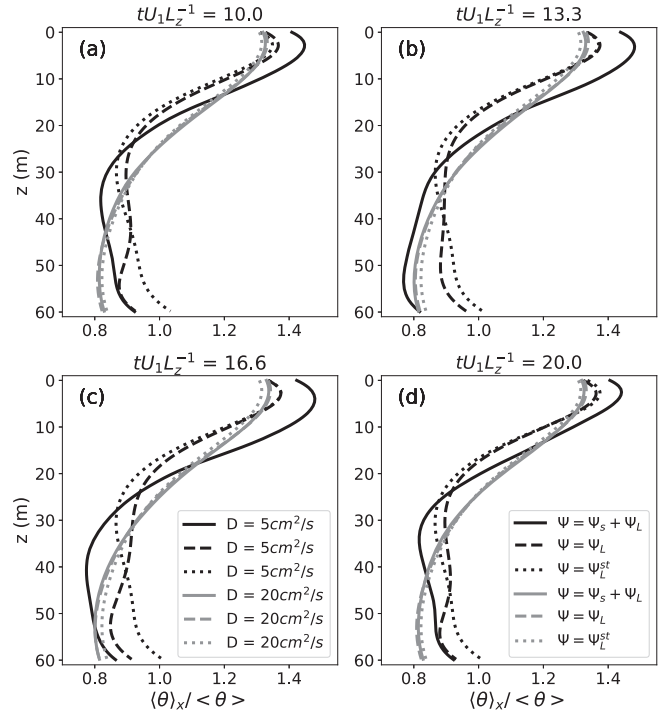 tU₁L_z⁻¹ = 10.0
tU₁L_z⁻¹ = 13.3
(a)
(b)
z (m)
0
10
20
30
40
50
60
0.8 1.0 1.2 1.4
0
10
20
30
40
50
60
0.8 1.0 1.2 1.4
tU₁L_z⁻¹ = 16.6
tU₁L_z⁻¹ = 20.0
(c)
(d)
z (m)
0
10
20
30
40
50
60
0.8 1.0 1.2 1.4
⟨θ⟩ₓ/ < θ >
D = 5cm²/s
D = 5cm²/s
D = 5cm²/s
D = 20cm²/s
D = 20cm²/s
D = 20cm²/s
0
10
20
30
40
50
60
0.8 1.0 1.2 1.4
⟨θ⟩ₓ/ < θ >
Ψ = Ψ_s + Ψ_L
Ψ = Ψ_L
Ψ = Ψ_L^st
Ψ = Ψ_s + Ψ_L
Ψ = Ψ_L
Ψ = Ψ_L^st